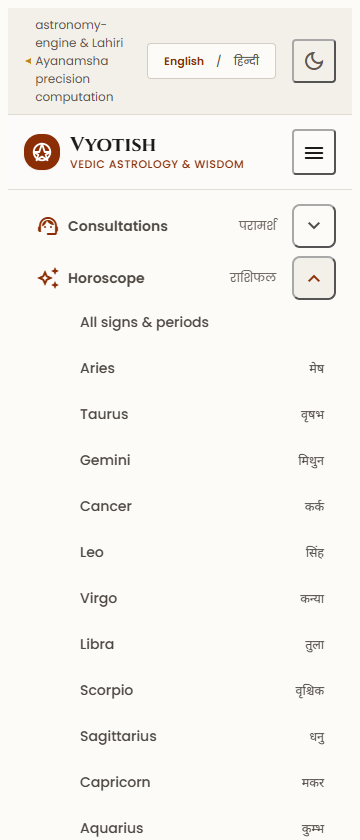 astronomy-
engine & Lahiri
Ayanamsha
precision
computation
English / हिन्दी
VYOTISH
VEDIC ASTROLOGY & WISDOM
Consultations परामर्श
Horoscope राशिफल
All signs & periods
Aries मेष
Taurus वृषभ
Gemini मिथुन
Cancer कर्क
Leo सिंह
Virgo कन्या
Libra तुला
Scorpio वृश्चिक
Sagittarius धनु
Capricorn मकर
Aquarius कुम्भ